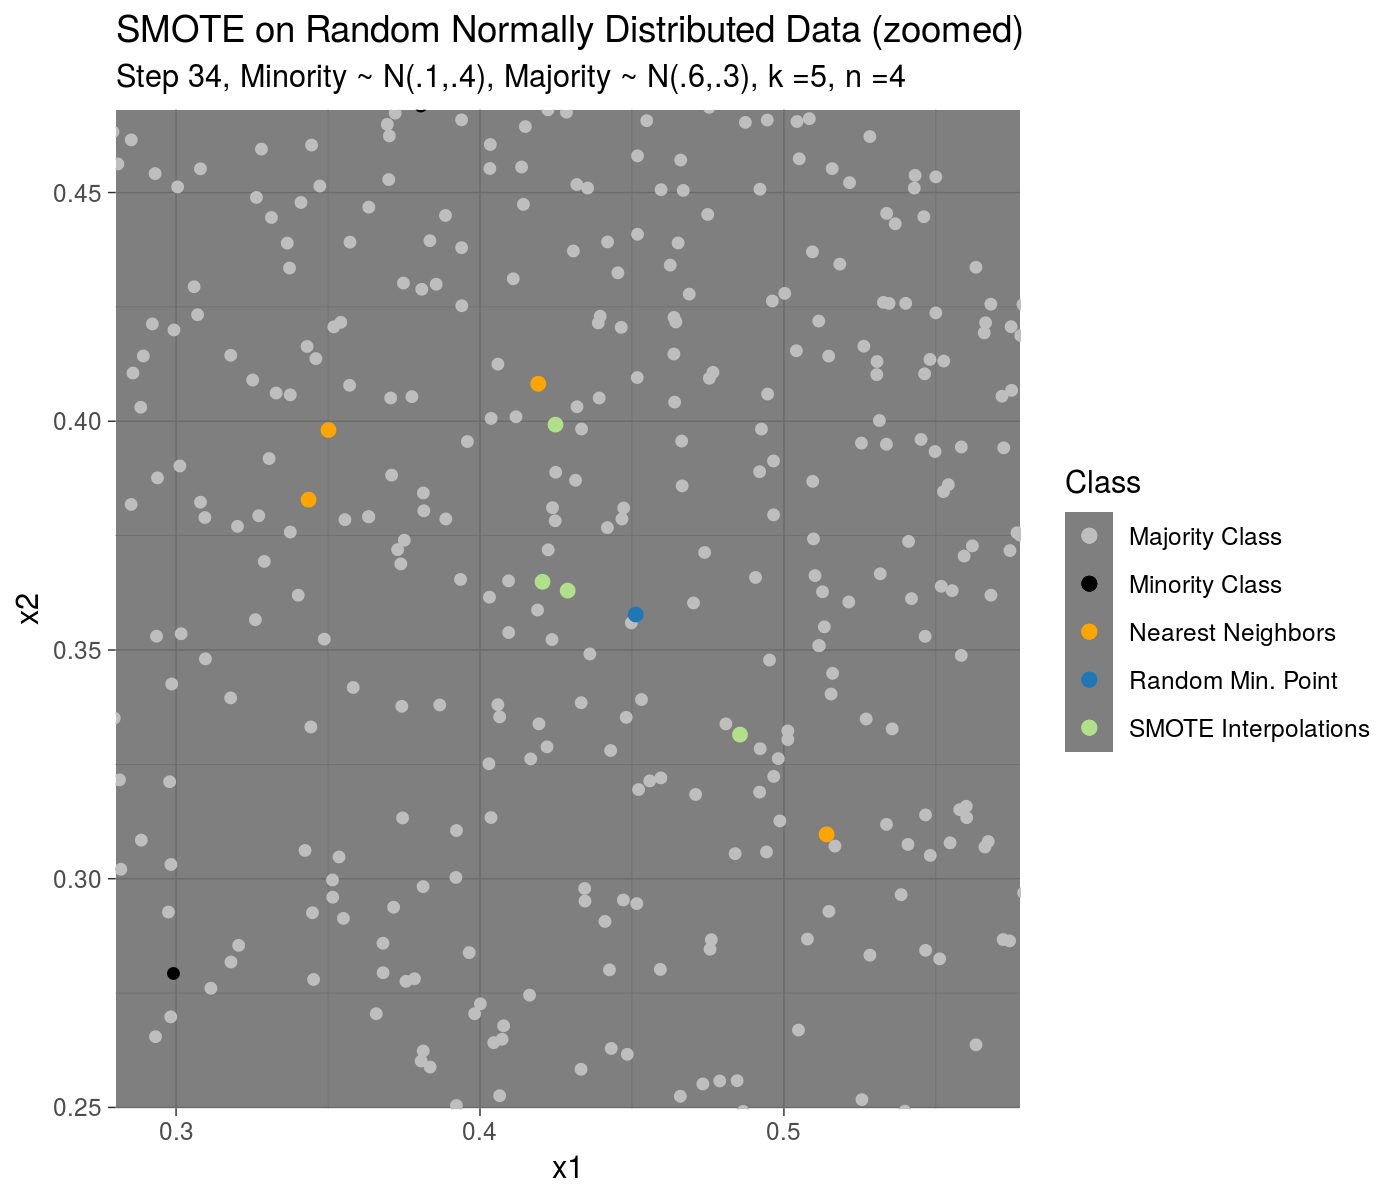 SMOTE on Random Normally Distributed Data (zoomed)
Step 34, Minority ~ N(.1,.4), Majority ~ N(.6,.3), k =5, n =4
0.45
0.40
0.35
0.30
0.25
x2
0.3
0.4
0.5
x1
Class
Majority Class
Minority Class
Nearest Neighbors
Random Min. Point
SMOTE Interpolations